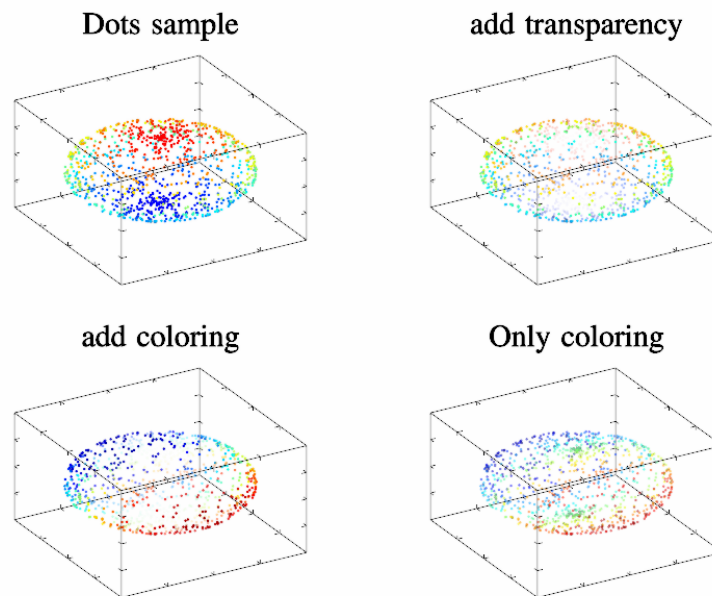 Dots sample
add transparency
add coloring
Only coloring